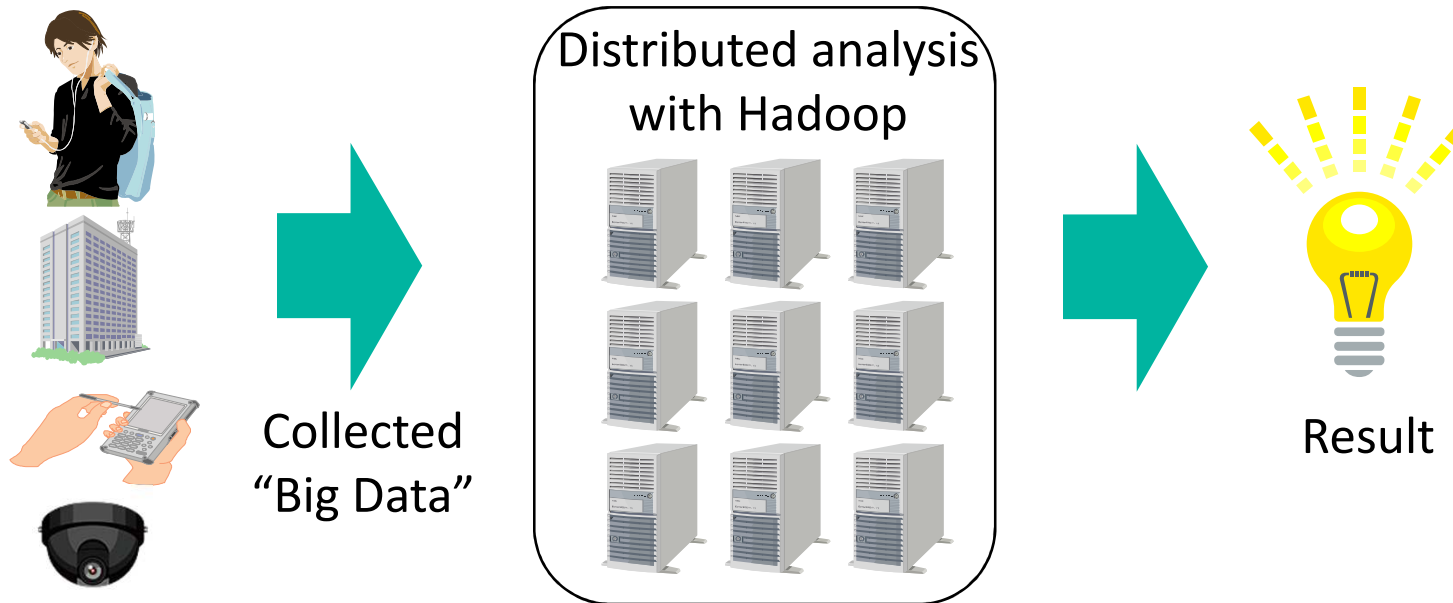 Distributed analysis
with Hadoop
Collected
“Big Data”
Result